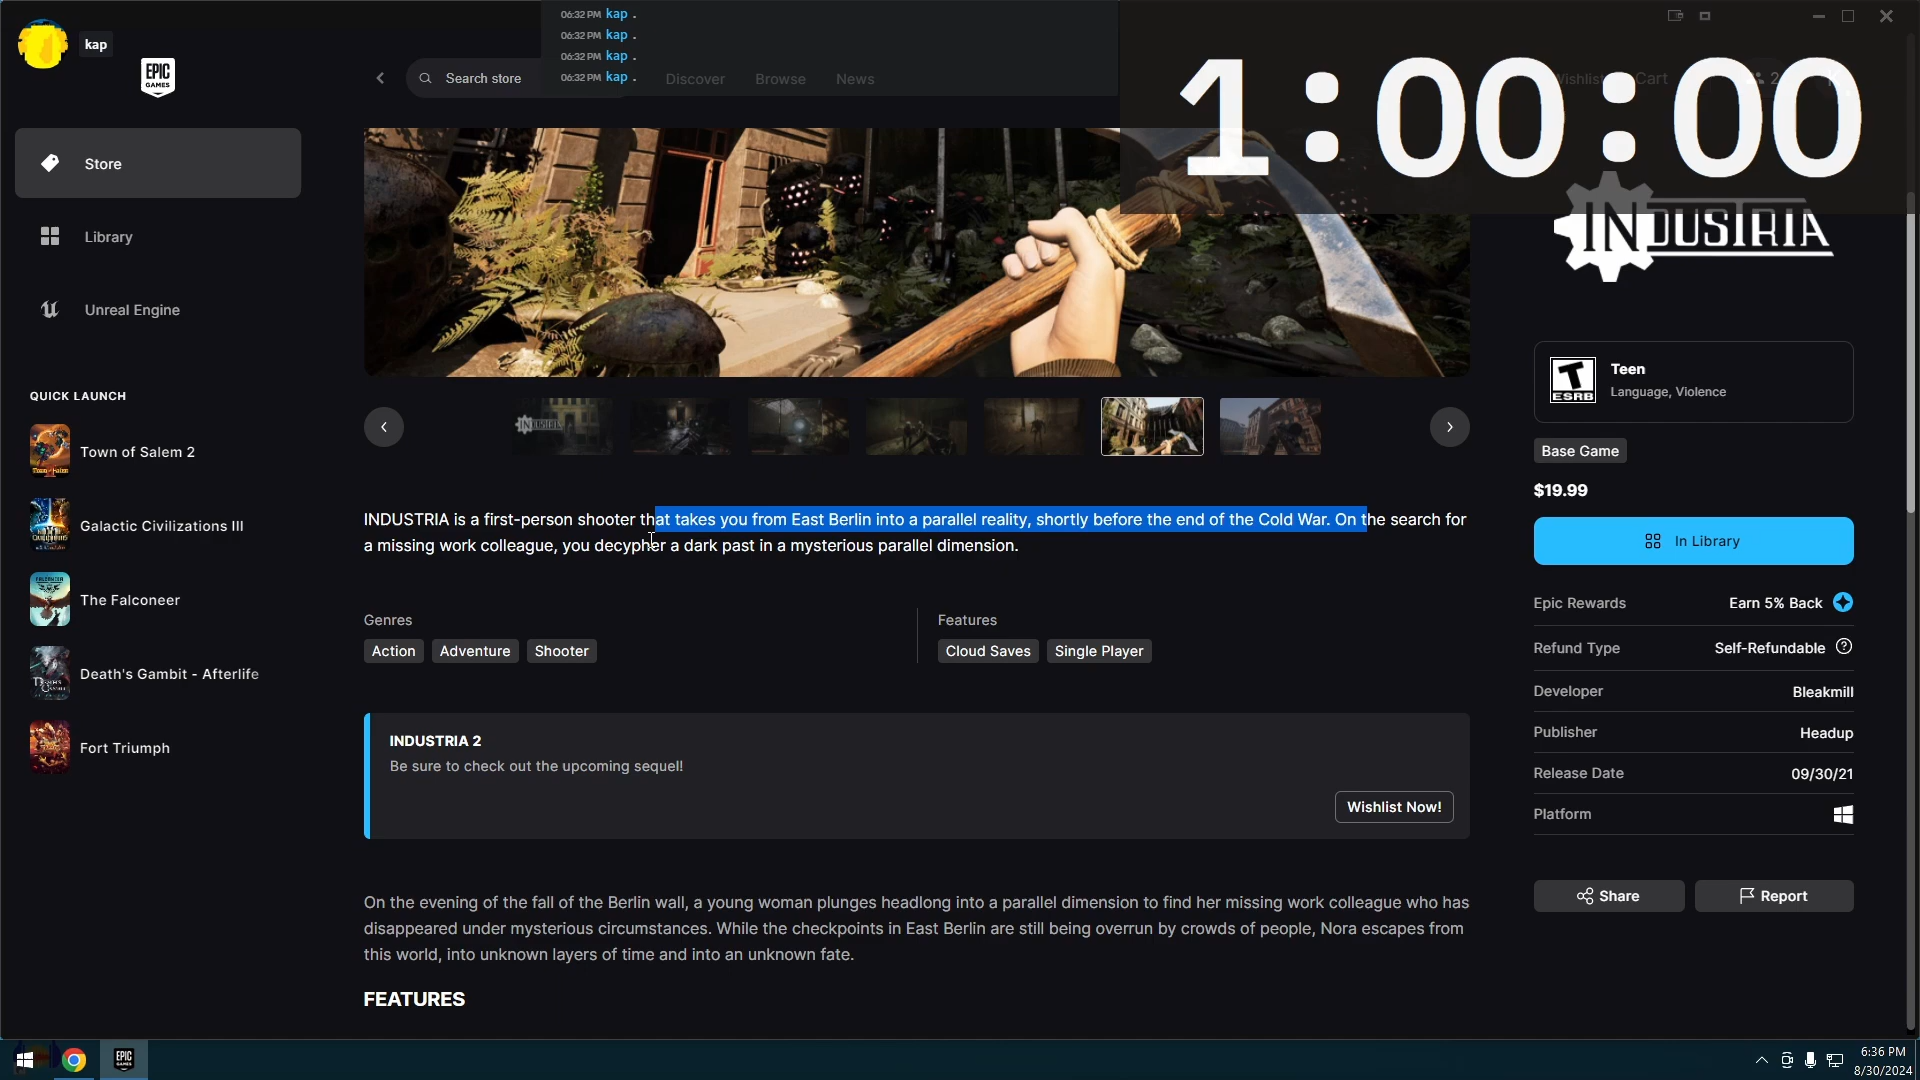 kap
EPIC
GAMES
06:32 PM kap .
06:32 PM kap .
06:32 PM kap .
06:32 PM kap .
Search store
Discover
Browse
News
Wishlist
Cart
2
1:00:00
Store
Library
Unreal Engine
QUICK LAUNCH
Town of Salem 2
Galactic Civilizations III
The Falconeer
Death's Gambit - Afterlife
Fort Triumph
INDUSTRIA
INDUSTRIA is a first-person shooter that takes you from East Berlin into a parallel reality, shortly before the end of the Cold War. On the search for
a missing work colleague, you decypher a dark past in a mysterious parallel dimension.
Genres
Action
Adventure
Shooter
Features
Cloud Saves
Single Player
INDUSTRIA 2
Be sure to check out the upcoming sequel!
Wishlist Now!
On the evening of the fall of the Berlin wall, a young woman plunges headlong into a parallel dimension to find her missing work colleague who has
disappeared under mysterious circumstances. While the checkpoints in East Berlin are still being overrun by crowds of people, Nora escapes from
this world, into unknown layers of time and into an unknown fate.
FEATURES
INDUSTRIA
T
ESRB
Teen
Language, Violence
Base Game
$19.99
In Library
Epic Rewards
Earn 5% Back
Refund Type
Self-Refundable
Developer
Bleakmill
Publisher
Headup
Release Date
09/30/21
Platform
Share
Report
EPIC
GAMES
6:36 PM
8/30/2024